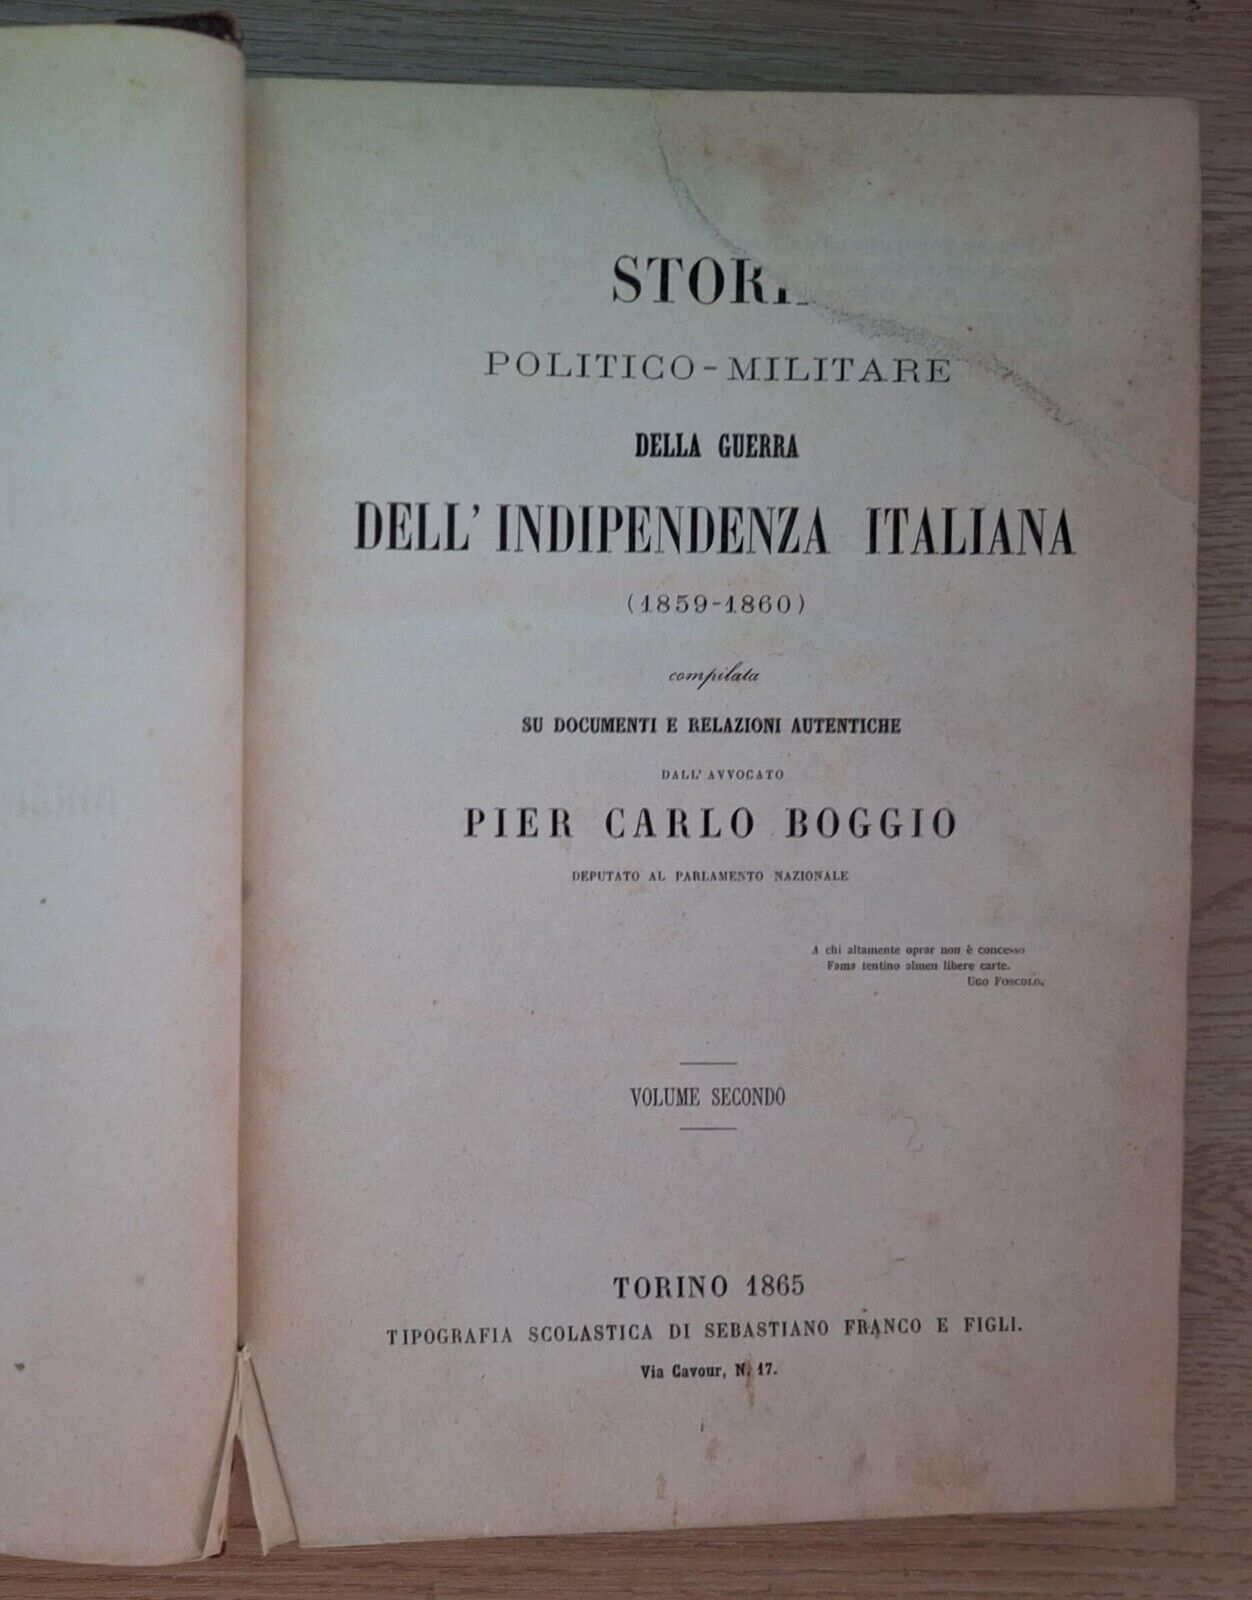 STORI
POLITICO-MILITARE
DELLA GUERRA
DELL' INDIPENDENZA ITALIANA
(1859-1860)
compilata
SU DOCUMENTI E RELAZIONI AUTENTICHE
DALL' AVVOCATO
PIER CARLO BOGGIO
DEPUTATO AL PARLAMENTO NAZIONALE
A chi altamente oprar non è concesso
Fama tentino almen libere carte.
UGO FOSCOLO.
VOLUME SECONDO
TORINO 1865
TIPOGRAFIA SCOLASTICA DI SEBASTIANO FRANCO E FIGLI.
Via Cavour, N. 17.